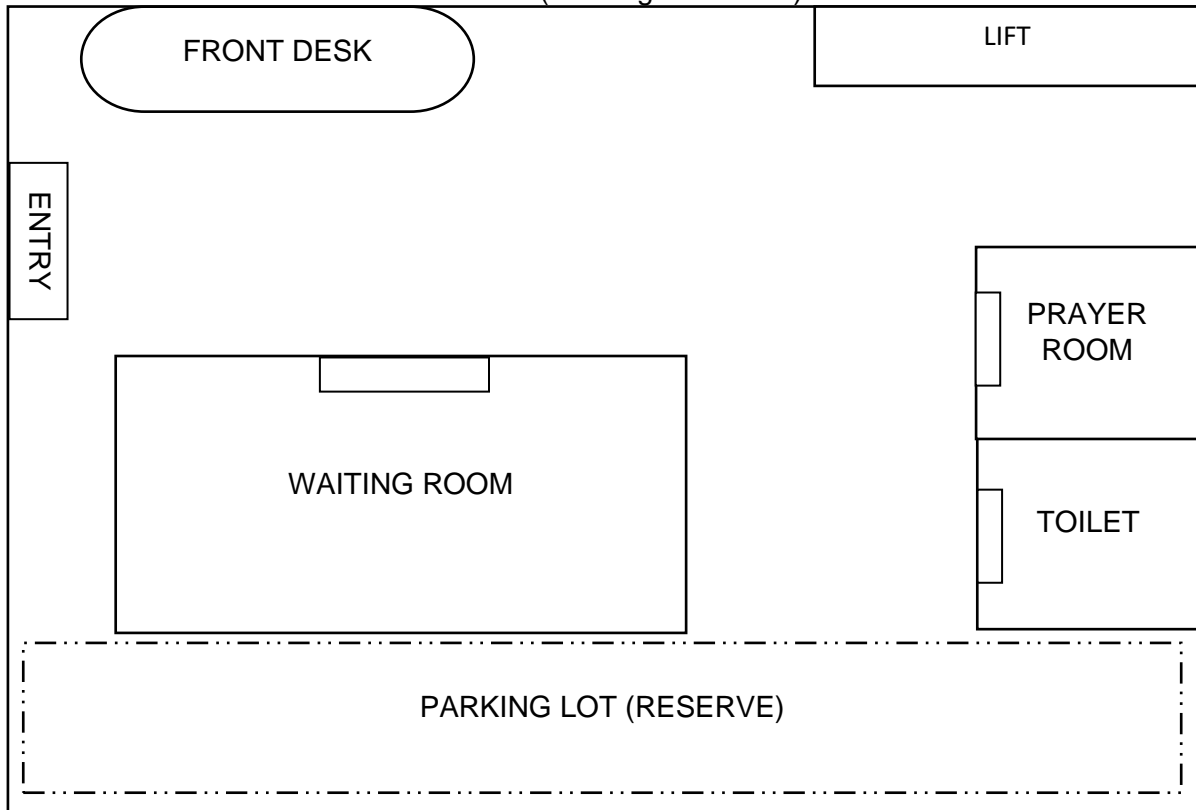 FRONT DESK
LIFT
ENTRY
PRAYER
ROOM
WAITING ROOM
TOILET
PARKING LOT (RESERVE)